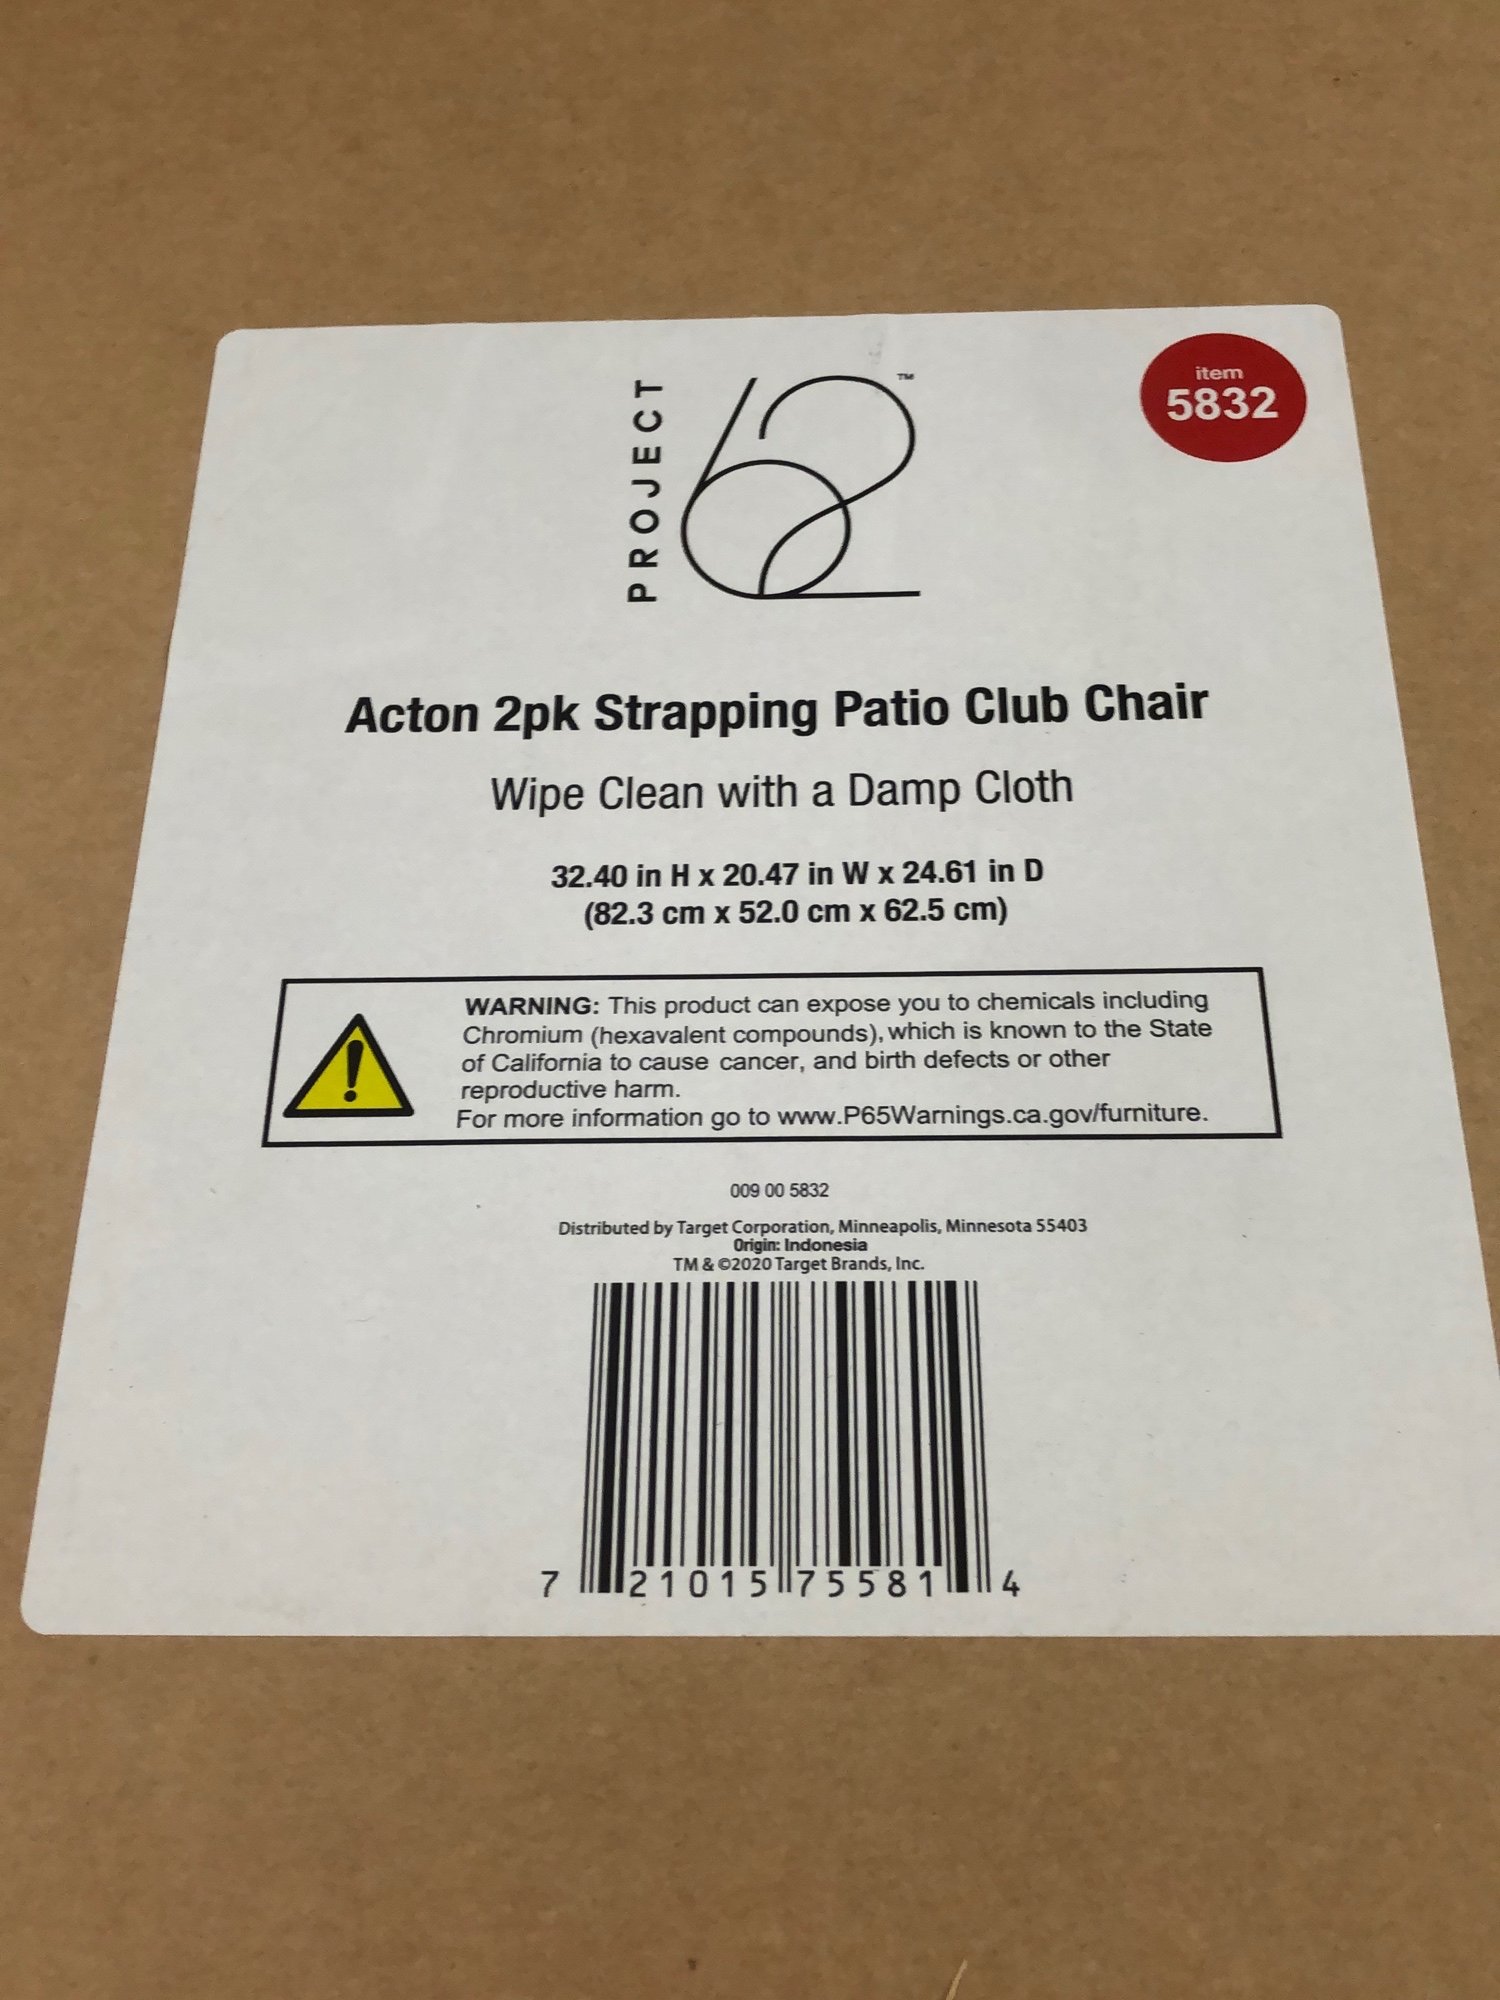 PROJECT 62™
item
5832
Acton 2pk Strapping Patio Club Chair
Wipe Clean with a Damp Cloth
32.40 in H x 20.47 in W x 24.61 in D
(82.3 cm x 52.0 cm x 62.5 cm)
WARNING: This product can expose you to chemicals including
Chromium (hexavalent compounds), which is known to the State
of California to cause cancer, and birth defects or other
reproductive harm.
For more information go to www.P65Warnings.ca.gov/furniture.
009 00 5832
Distributed by Target Corporation, Minneapolis, Minnesota 55403
Origin: Indonesia
TM & ©2020 Target Brands, Inc.
7 21015 75581 4